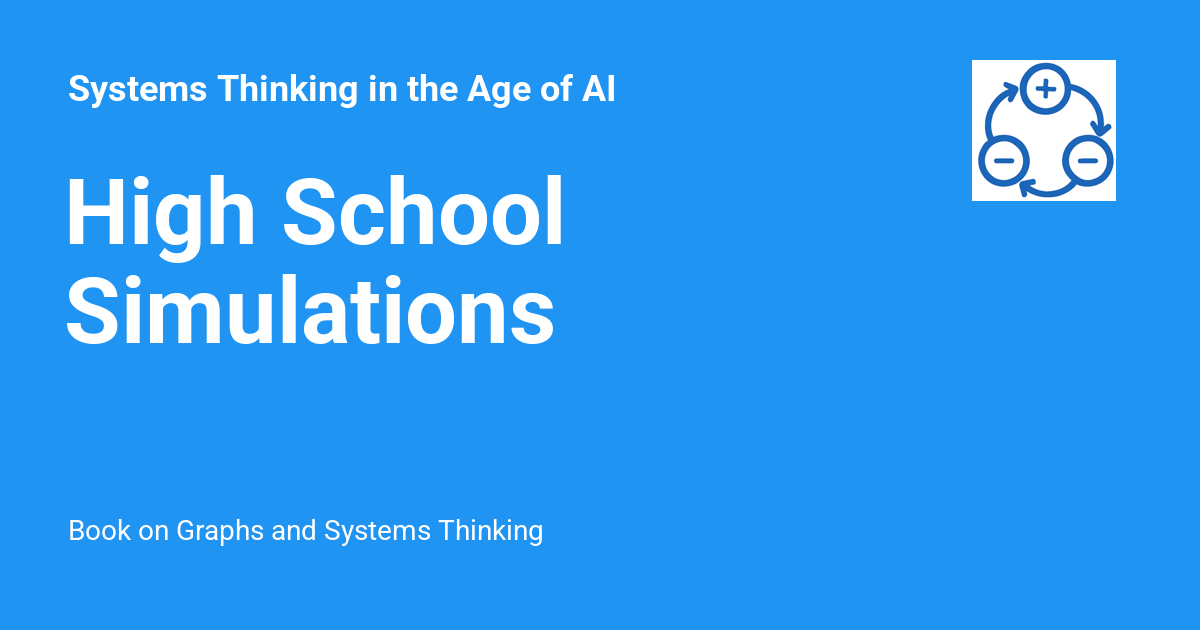 Systems Thinking in the Age of AI
High School
Simulations
Book on Graphs and Systems Thinking